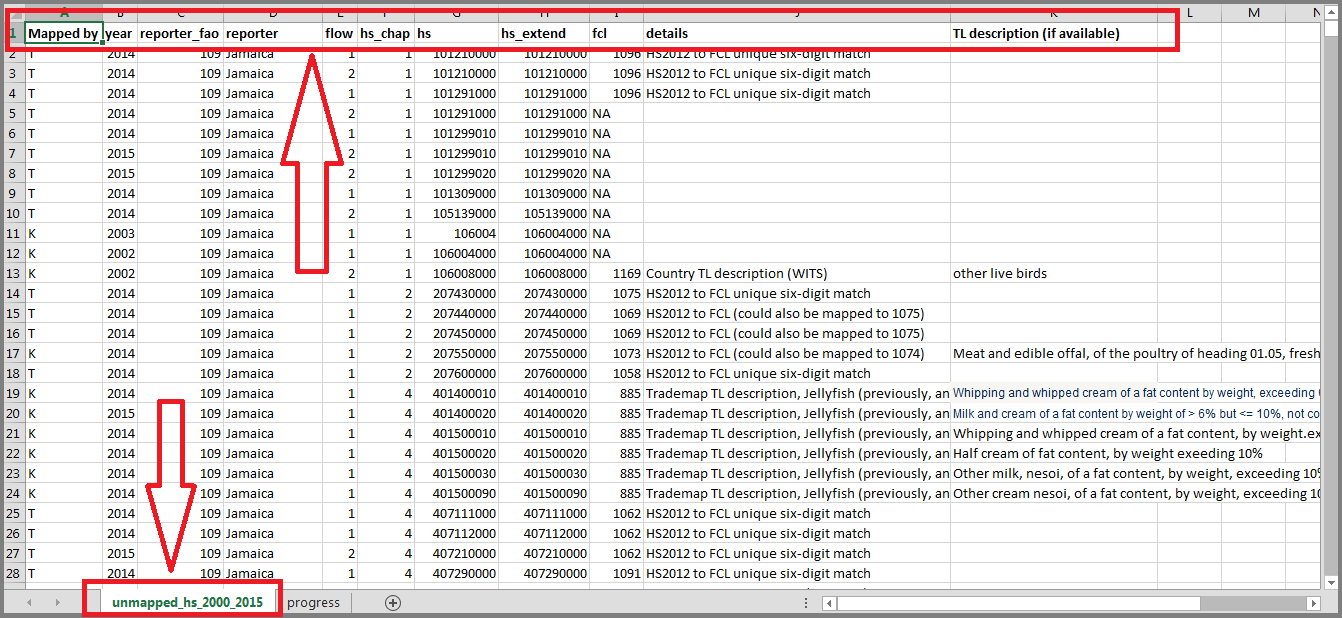 A B C D E F G H I J K L M N
1 Mapped by year reporter_fao reporter flow hs_chap hs hs_extend fcl details TL description (if available)
2 T 2014 109 Jamaica 1 1 101210000 101210000 1096 HS2012 to FCL unique six-digit match
3 T 2014 109 Jamaica 2 1 101210000 101210000 1096 HS2012 to FCL unique six-digit match
4 T 2014 109 Jamaica 1 1 101291000 101291000 1096 HS2012 to FCL unique six-digit match
5 T 2014 109 Jamaica 2 1 101291000 101291000 NA
6 T 2014 109 Jamaica 1 1 101299010 101299010 NA
7 T 2015 109 Jamaica 2 1 101299010 101299010 NA
8 T 2015 109 Jamaica 2 1 101299020 101299020 NA
9 T 2014 109 Jamaica 1 1 101309000 101309000 NA
10 T 2014 109 Jamaica 2 1 105139000 105139000 NA
11 K 2003 109 Jamaica 1 1 106004 106004000 NA
12 K 2002 109 Jamaica 1 1 106004000 106004000 NA
13 K 2002 109 Jamaica 2 1 106008000 106008000 1169 Country TL description (WITS) other live birds
14 T 2014 109 Jamaica 1 2 207430000 207430000 1075 HS2012 to FCL unique six-digit match
15 T 2014 109 Jamaica 1 2 207440000 207440000 1069 HS2012 to FCL (could also be mapped to 1075)
16 T 2014 109 Jamaica 1 2 207450000 207450000 1069 HS2012 to FCL (could also be mapped to 1075)
17 K 2014 109 Jamaica 1 2 207550000 207550000 1073 HS2012 to FCL (could also be mapped to 1074) Meat and edible offal, of the poultry of heading 01.05, fresh
18 T 2014 109 Jamaica 1 2 207600000 207600000 1058 HS2012 to FCL unique six-digit match
19 K 2014 109 Jamaica 1 4 401400010 401400010 885 Trademap TL description, Jellyfish (previously, an Whipping and whipped cream of a fat content by weight, exceeding
20 K 2015 109 Jamaica 1 4 401400020 401400020 885 Trademap TL description, Jellyfish (previously, an Milk and cream of a fat content by weight of > 6% but <= 10%, not co
21 K 2014 109 Jamaica 1 4 401500010 401500010 885 Trademap TL description, Jellyfish (previously, an Whipping and whipped cream of a fat content, by weight.ex
22 K 2014 109 Jamaica 1 4 401500020 401500020 885 Trademap TL description, Jellyfish (previously, an Half cream of fat content, by weight exeeding 10%
23 K 2014 109 Jamaica 1 4 401500030 401500030 885 Trademap TL description, Jellyfish (previously, an Other milk, nesoi, of a fat content, by weight, exceeding 10%
24 K 2014 109 Jamaica 1 4 401500090 401500090 885 Trademap TL description, Jellyfish (previously, an Other cream nesoi, of a fat content, by weight, exceeding 10
25 T 2014 109 Jamaica 1 4 407111000 407111000 1062 HS2012 to FCL unique six-digit match
26 T 2014 109 Jamaica 1 4 407112000 407112000 1062 HS2012 to FCL unique six-digit match
27 T 2015 109 Jamaica 2 4 407210000 407210000 1062 HS2012 to FCL unique six-digit match
28 T 2014 109 Jamaica 1 4 407290000 407290000 1091 HS2012 to FCL unique six-digit match
unmapped_hs_2000_2015 progress